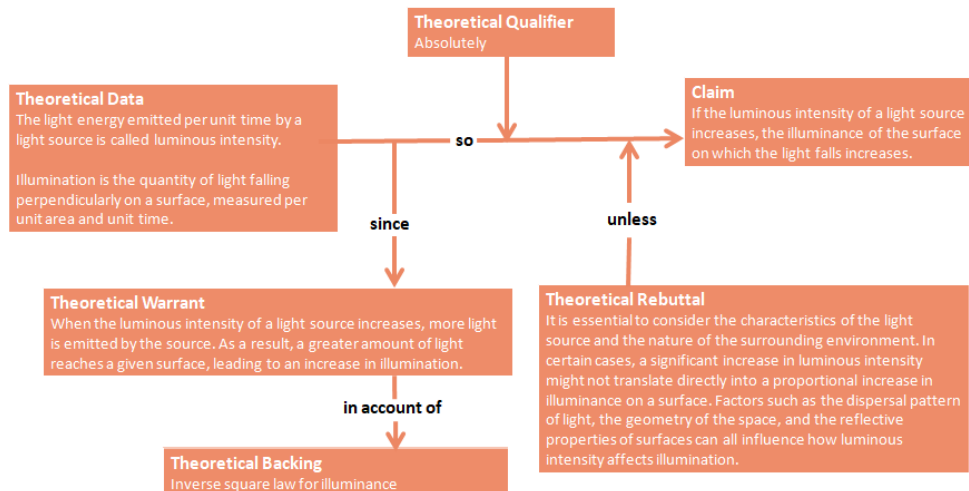 Theoretical Qualifier
Absolutely
Theoretical Data
The light energy emitted per unit time by a
light source is called luminous intensity.
Illumination is the quantity of light falling
perpendicularly on a surface, measured per
unit area and unit time.
so
Claim
If the luminous intensity of a light source
increases, the illuminance of the surface
on which the light falls increases.
since
unless
Theoretical Warrant
When the luminous intensity of a light source increases, more light
is emitted by the source. As a result, a greater amount of light
reaches a given surface, leading to an increase in illumination.
Theoretical Rebuttal
It is essential to consider the characteristics of the light
source and the nature of the surrounding environment. In
certain cases, a significant increase in luminous intensity
might not translate directly into a proportional increase in
illuminance on a surface. Factors such as the dispersal pattern
of light, the geometry of the space, and the reflective
properties of surfaces can all influence how luminous
intensity affects illumination.
in account of
Theoretical Backing
Inverse square law for illuminance